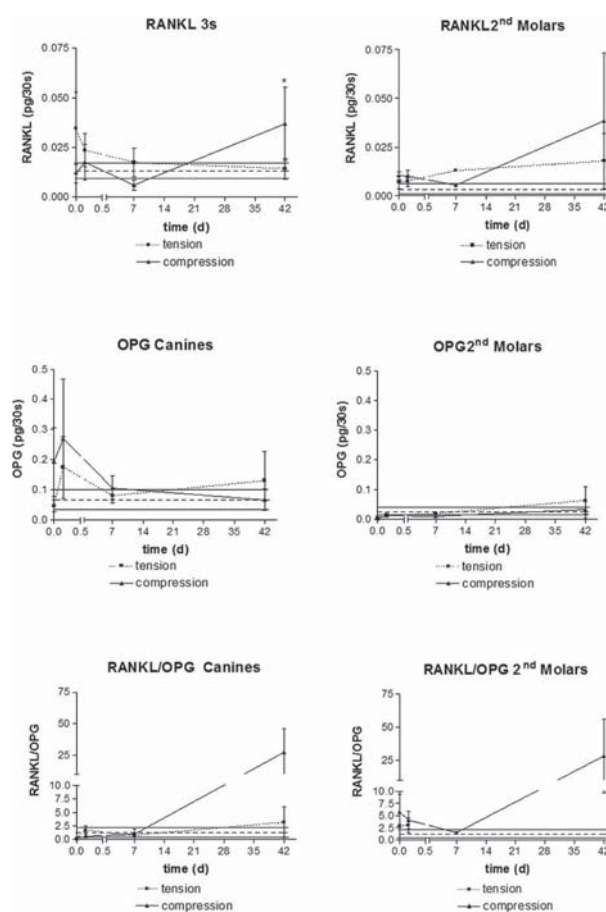 RANKL 3s
RANKL (pg/30s)
0.075
0.050
0.025
0.000
0.0 0.5 7 14 21 28 35 42
*
time (d)
tension
compression
RANKL2nd Molars
RANKL (pg/30s)
0.075
0.050
0.025
0.000
0.0 0.5 7 14 21 28 35 42
time (d)
tension
compression
OPG Canines
OPG (pg/30s)
0.5
0.4
0.3
0.2
0.1
0.0
0.0 0.5 7 14 21 28 35 42
time (d)
tension
compression
OPG2nd Molars
OPG (pg/30s)
0.5
0.4
0.3
0.2
0.1
0.0
0.0 0.5 7 14 21 28 35 42
time (d)
tension
compression
RANKL/OPG Canines
RANKL/OPG
75
50
25
10.0
7.5
5.0
2.5
0.0
0.0 0.5 7 14 21 28 35 42
time (d)
tension
compression
RANKL/OPG 2nd Molars
RANKL/OPG
75
50
25
10.0
7.5
5.0
2.5
0.0
0.0 0.5 7 14 21 28 35 42
time (d)
tension
compression